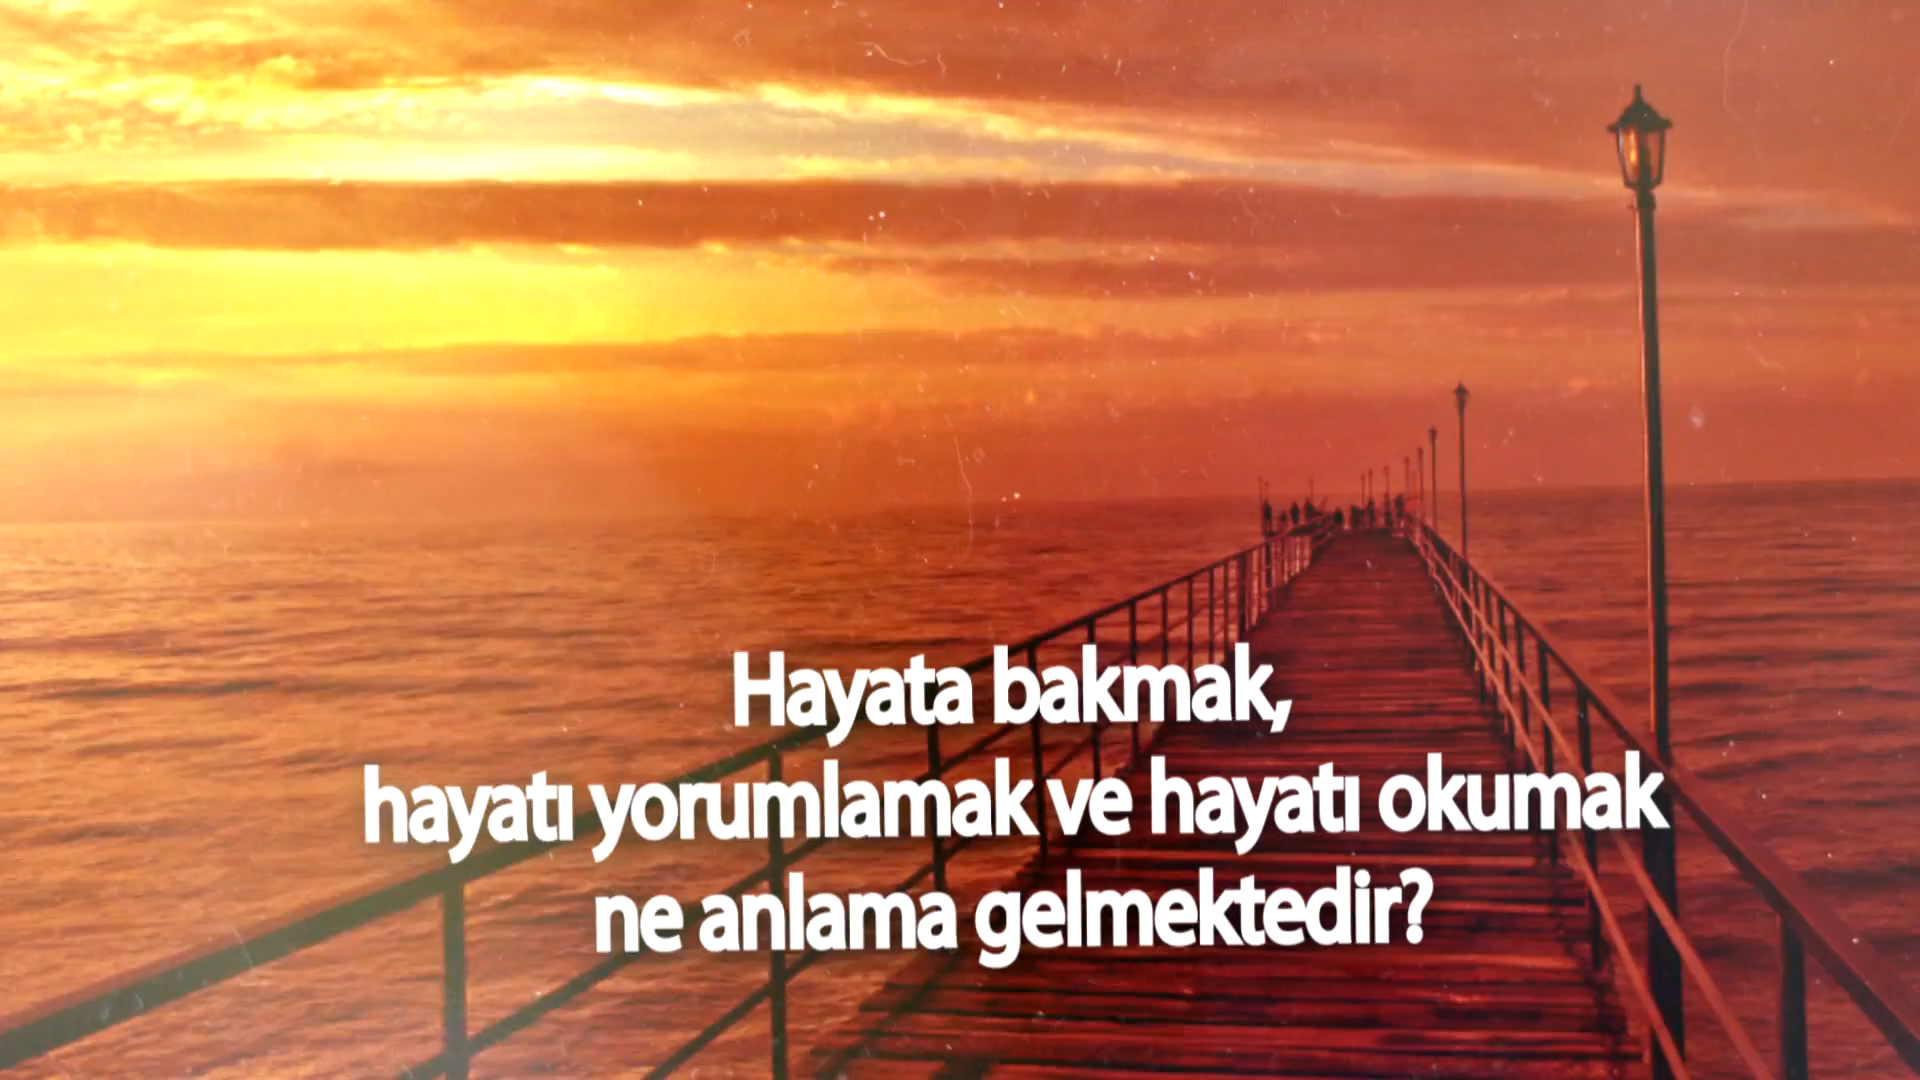 Hayata bakmak,
hayatı yorumlamak ve hayatı okumak
ne anlama gelmektedir?